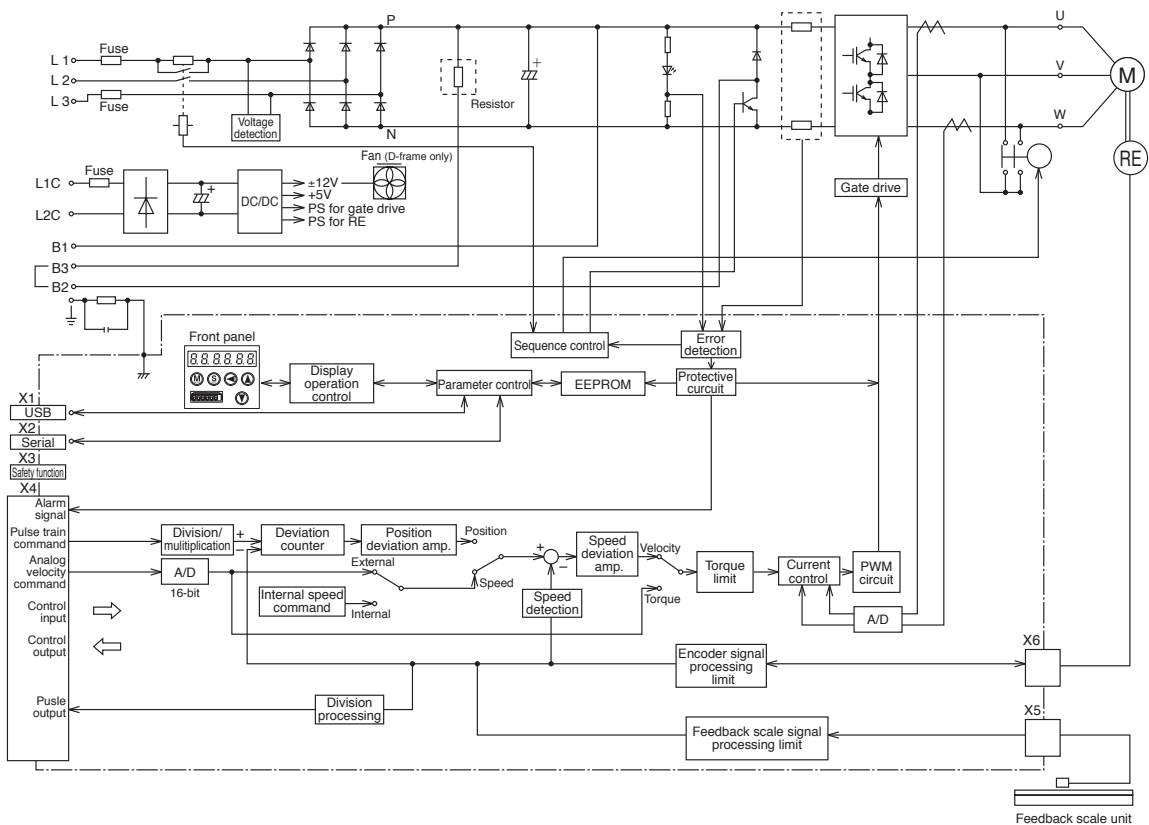 P
U
L 1
Fuse
V
M
L 2
L 3
Fuse
Resistor
Voltage
detection
N
W
RE
Fan (D-frame only)
Fuse
L1C
±12V
+5V
DC/DC
PS for gate drive
PS for RE
L2C
Gate drive
B1
B3
B2
Front panel
8.8.8.8.8.8.
M
S
Sequence control
Error
detection
Display
operation
control
Parameter control
EEPROM
Protective
curcuit
X1
USB
X2
Serial
X3
Safety function
X4
Alarm
signal
Pulse train
command
Division/
multiplication
+
−
Deviation
counter
Position
deviation amp.
Position
Analog
velocity
command
A/D
16-bit
External
Internal speed
command
Internal
Speed
+
−
Speed
detection
Speed
deviation
amp.
Velocity
Torque
Torque
limit
Current
control
PWM
circuit
A/D
Control
input
Control
output
Encoder signal
processing
limit
X6
Pusle
output
Division
processing
Feedback scale signal
processing limit
X5
Feedback scale unit